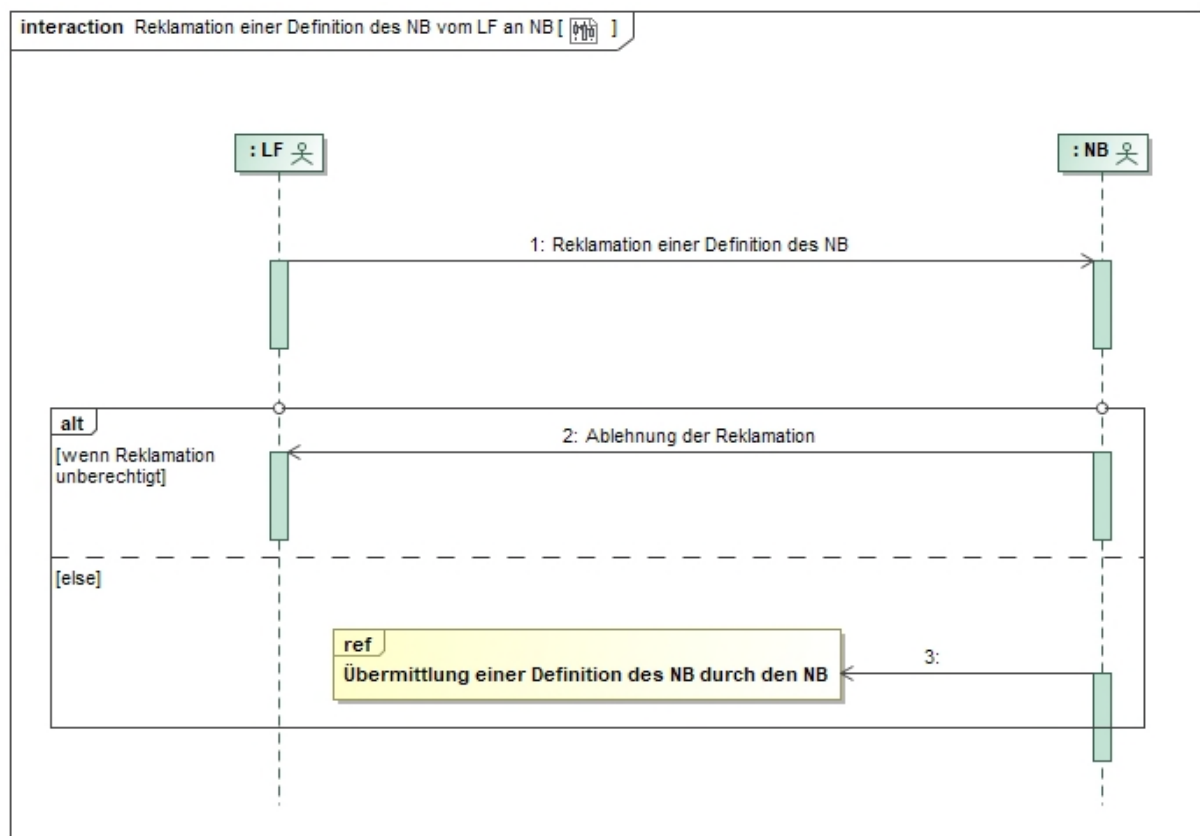 interaction Reklamation einer Definition des NB vom LF an NB [ ]
: LF
: NB
1: Reklamation einer Definition des NB
alt
2: Ablehnung der Reklamation
[wenn Reklamation
unberechtigt]
[else]
ref
3:
Übermittlung einer Definition des NB durch den NB